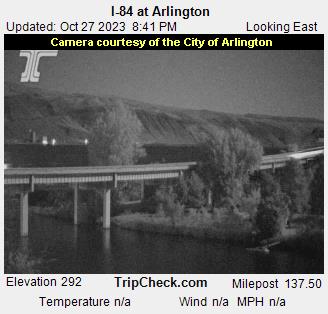 I-84 at Arlington
Updated: Oct 27 2023 8:41 PM Looking East
Camera courtesy of the City of Arlington
Elevation 292 TripCheck.com Milepost 137.50
Temperature n/a Wind n/a MPH n/a